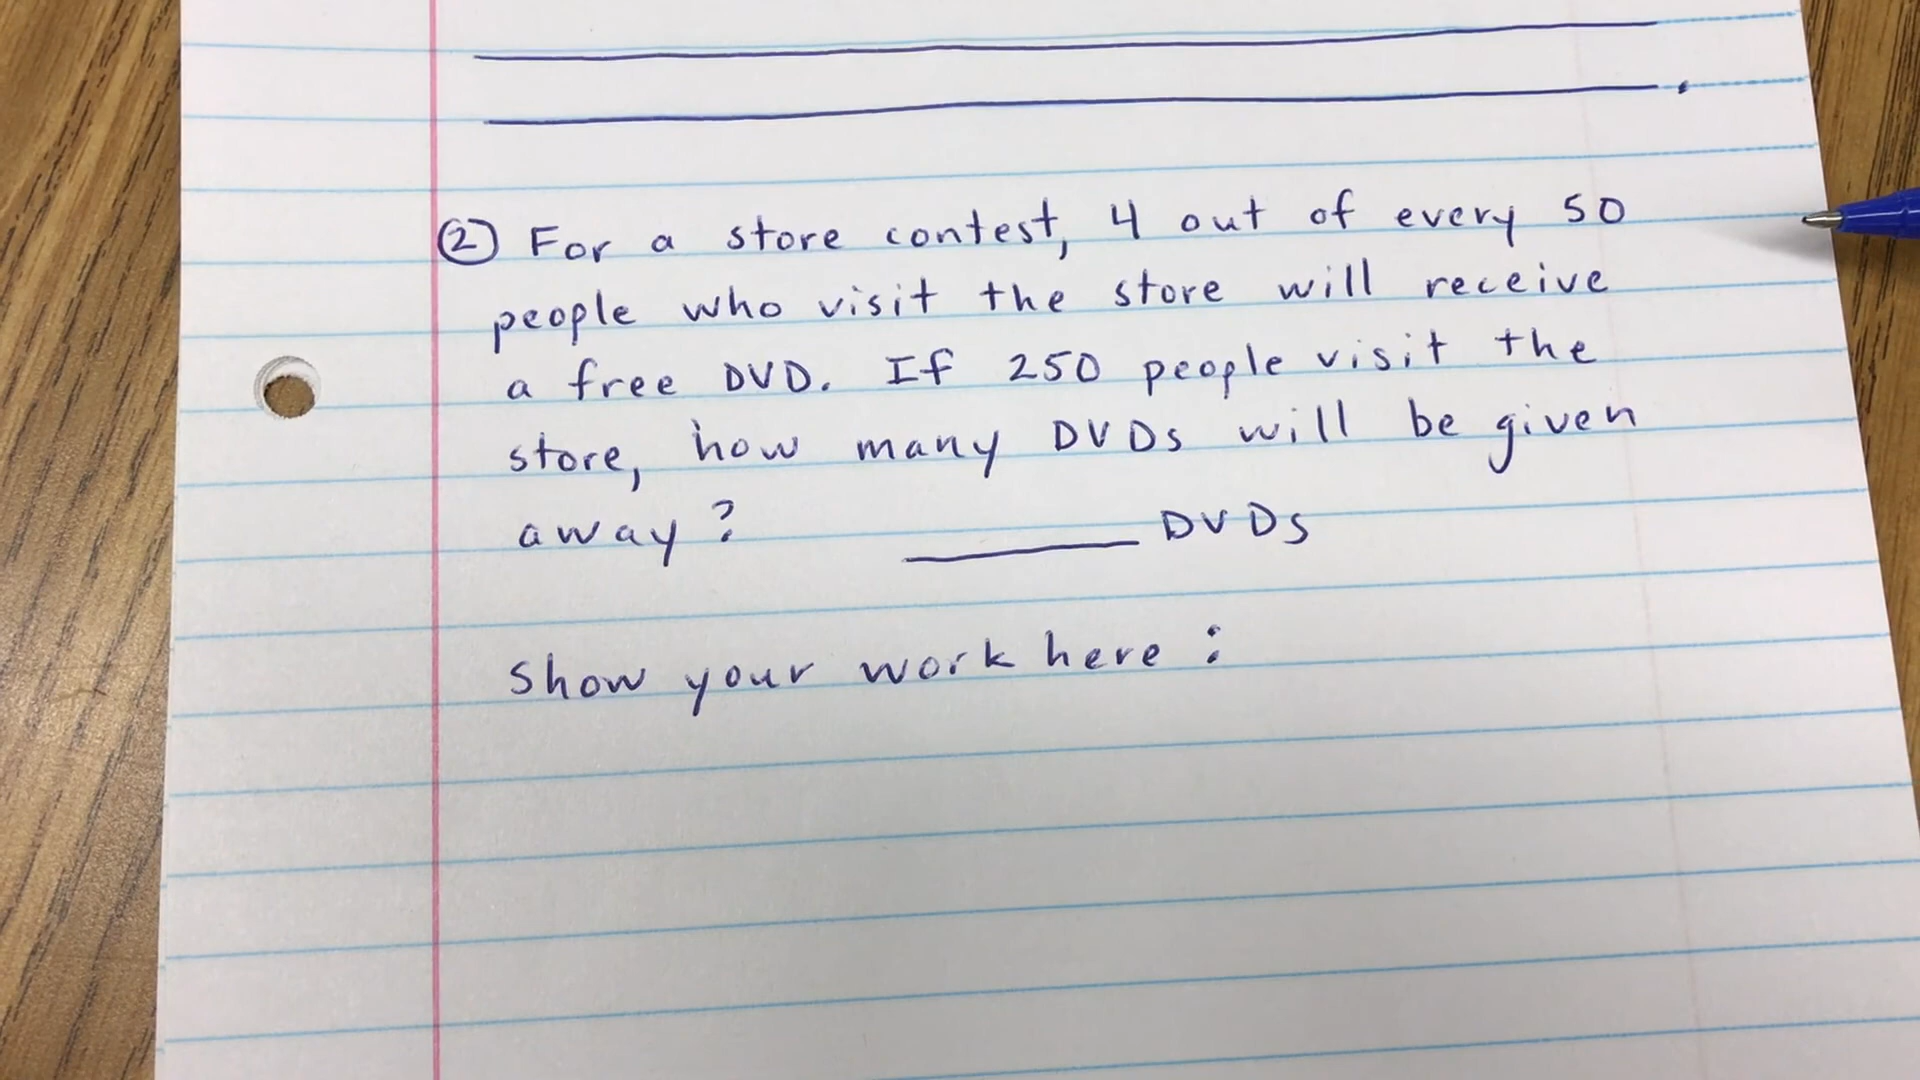 ② For a store contest, 4 out of every 50
people who visit the store will receive
a free DVD. If 250 people visit the
store, how many DVDs will be given
away? ______ DVDs
Show your work here :